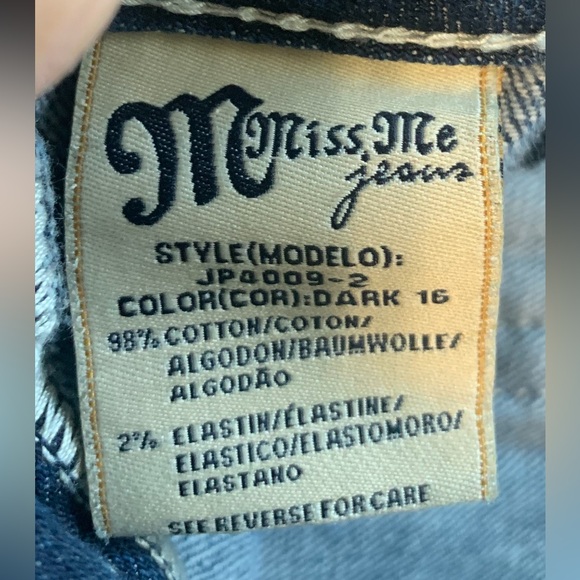 M Miss Me
jeans
STYLE(MODELO):
JP4009-2
COLOR(COR):DARK 16
98% COTTON/COTON/
ALGODON/BAUMWOLLE/
ALGODÃO
2% ELASTIN/ÉLASTINE/
ELASTICO/ELASTOMORO/
ELASTANO
SEE REVERSE FOR CARE